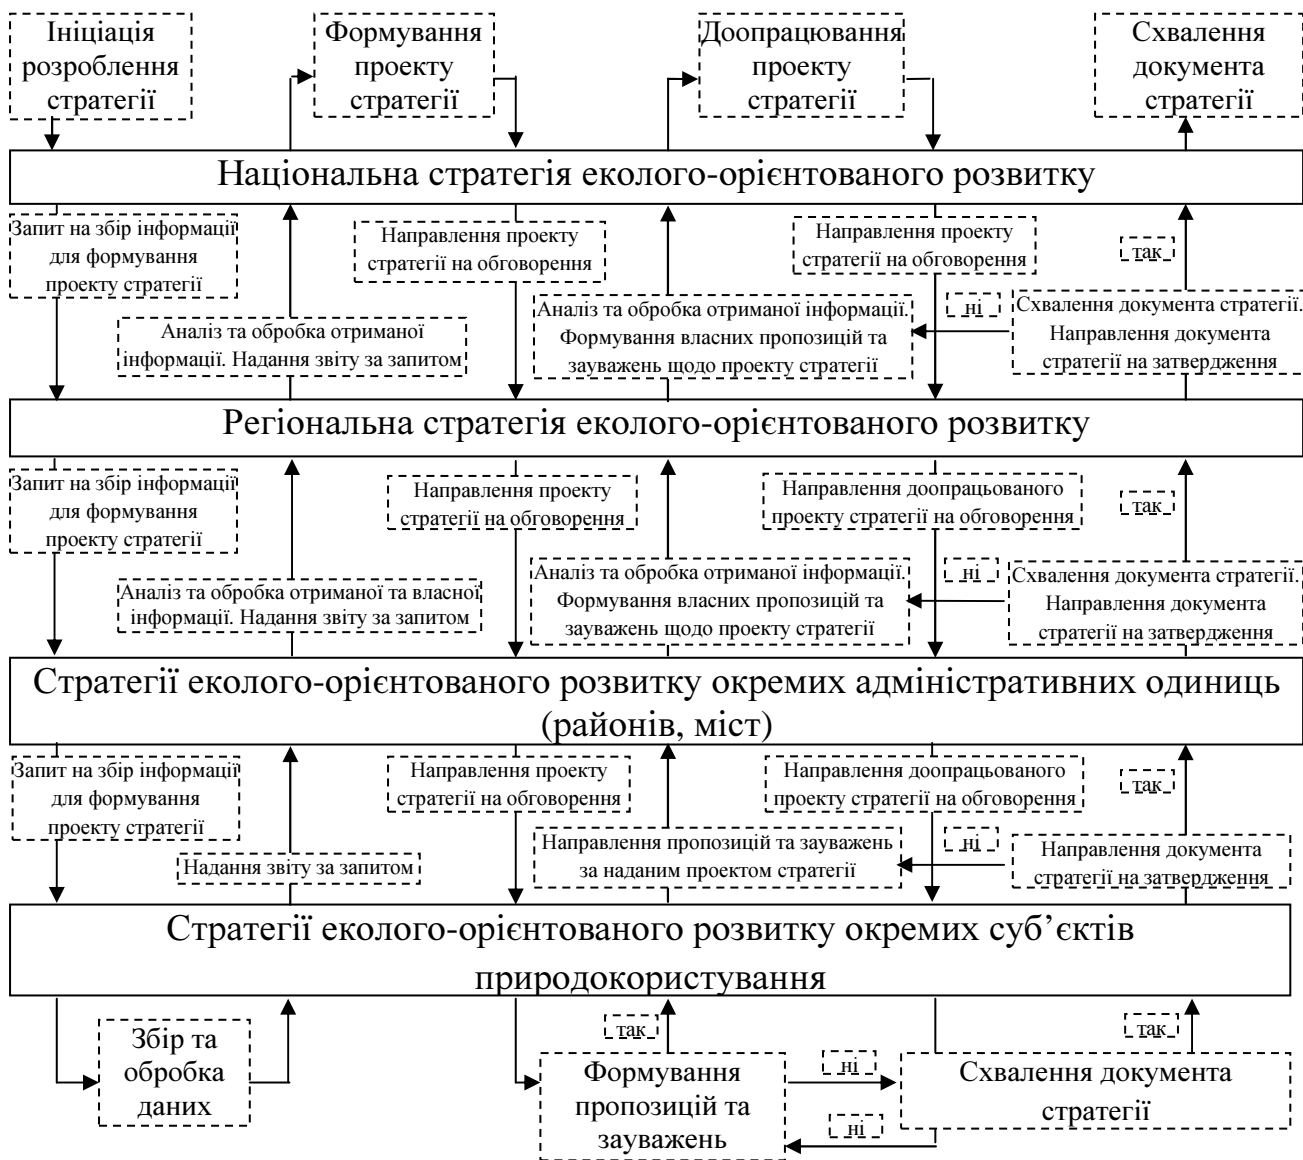 Ініціація
розроблення
стратегії
Формування
проекту
стратегії
Доопрацювання
проекту
стратегії
Схвалення
документа
стратегії
Національна стратегія еколого-орієнтованого розвитку
Запит на збір інформації
для формування
проекту стратегії
Направлення проекту
стратегії на обговорення
Направлення проекту
стратегії на обговорення
так
Аналіз та обробка отриманої
інформації. Надання звіту за запитом
Аналіз та обробка отриманої інформації.
Формування власних пропозицій та
зауважень щодо проекту стратегії
ні
Схвалення документа стратегії.
Направлення документа
стратегії на затвердження
Регіональна стратегія еколого-орієнтованого розвитку
Запит на збір інформації
для формування
проекту стратегії
Направлення проекту
стратегії на обговорення
Направлення доопрацьованого
проекту стратегії на обговорення
так
Аналіз та обробка отриманої та власної
інформації. Надання звіту за запитом
Аналіз та обробка отриманої інформації.
Формування власних пропозицій та
зауважень щодо проекту стратегії
ні
Схвалення документа стратегії.
Направлення документа
стратегії на затвердження
Стратегії еколого-орієнтованого розвитку окремих адміністративних одиниць
(районів, міст)
Запит на збір інформації
для формування
проекту стратегії
Направлення проекту
стратегії на обговорення
Направлення доопрацьованого
проекту стратегії на обговорення
так
Надання звіту за запитом
Направлення пропозицій та зауважень
за наданим проектом стратегії
ні
Направлення документа
стратегії на затвердження
Стратегії еколого-орієнтованого розвитку окремих суб’єктів
природокористування
Збір та
обробка
даних
так
Формування
пропозицій та
зауважень
ні
ні
так
Схвалення документа
стратегії